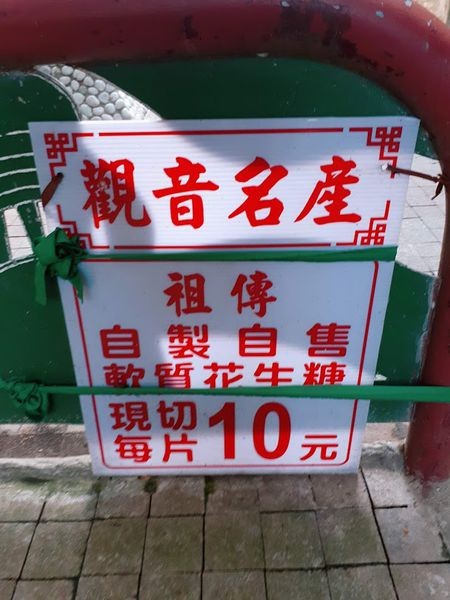 觀音名產
祖傳
自製自售
軟質花生糖
現切
每片10元